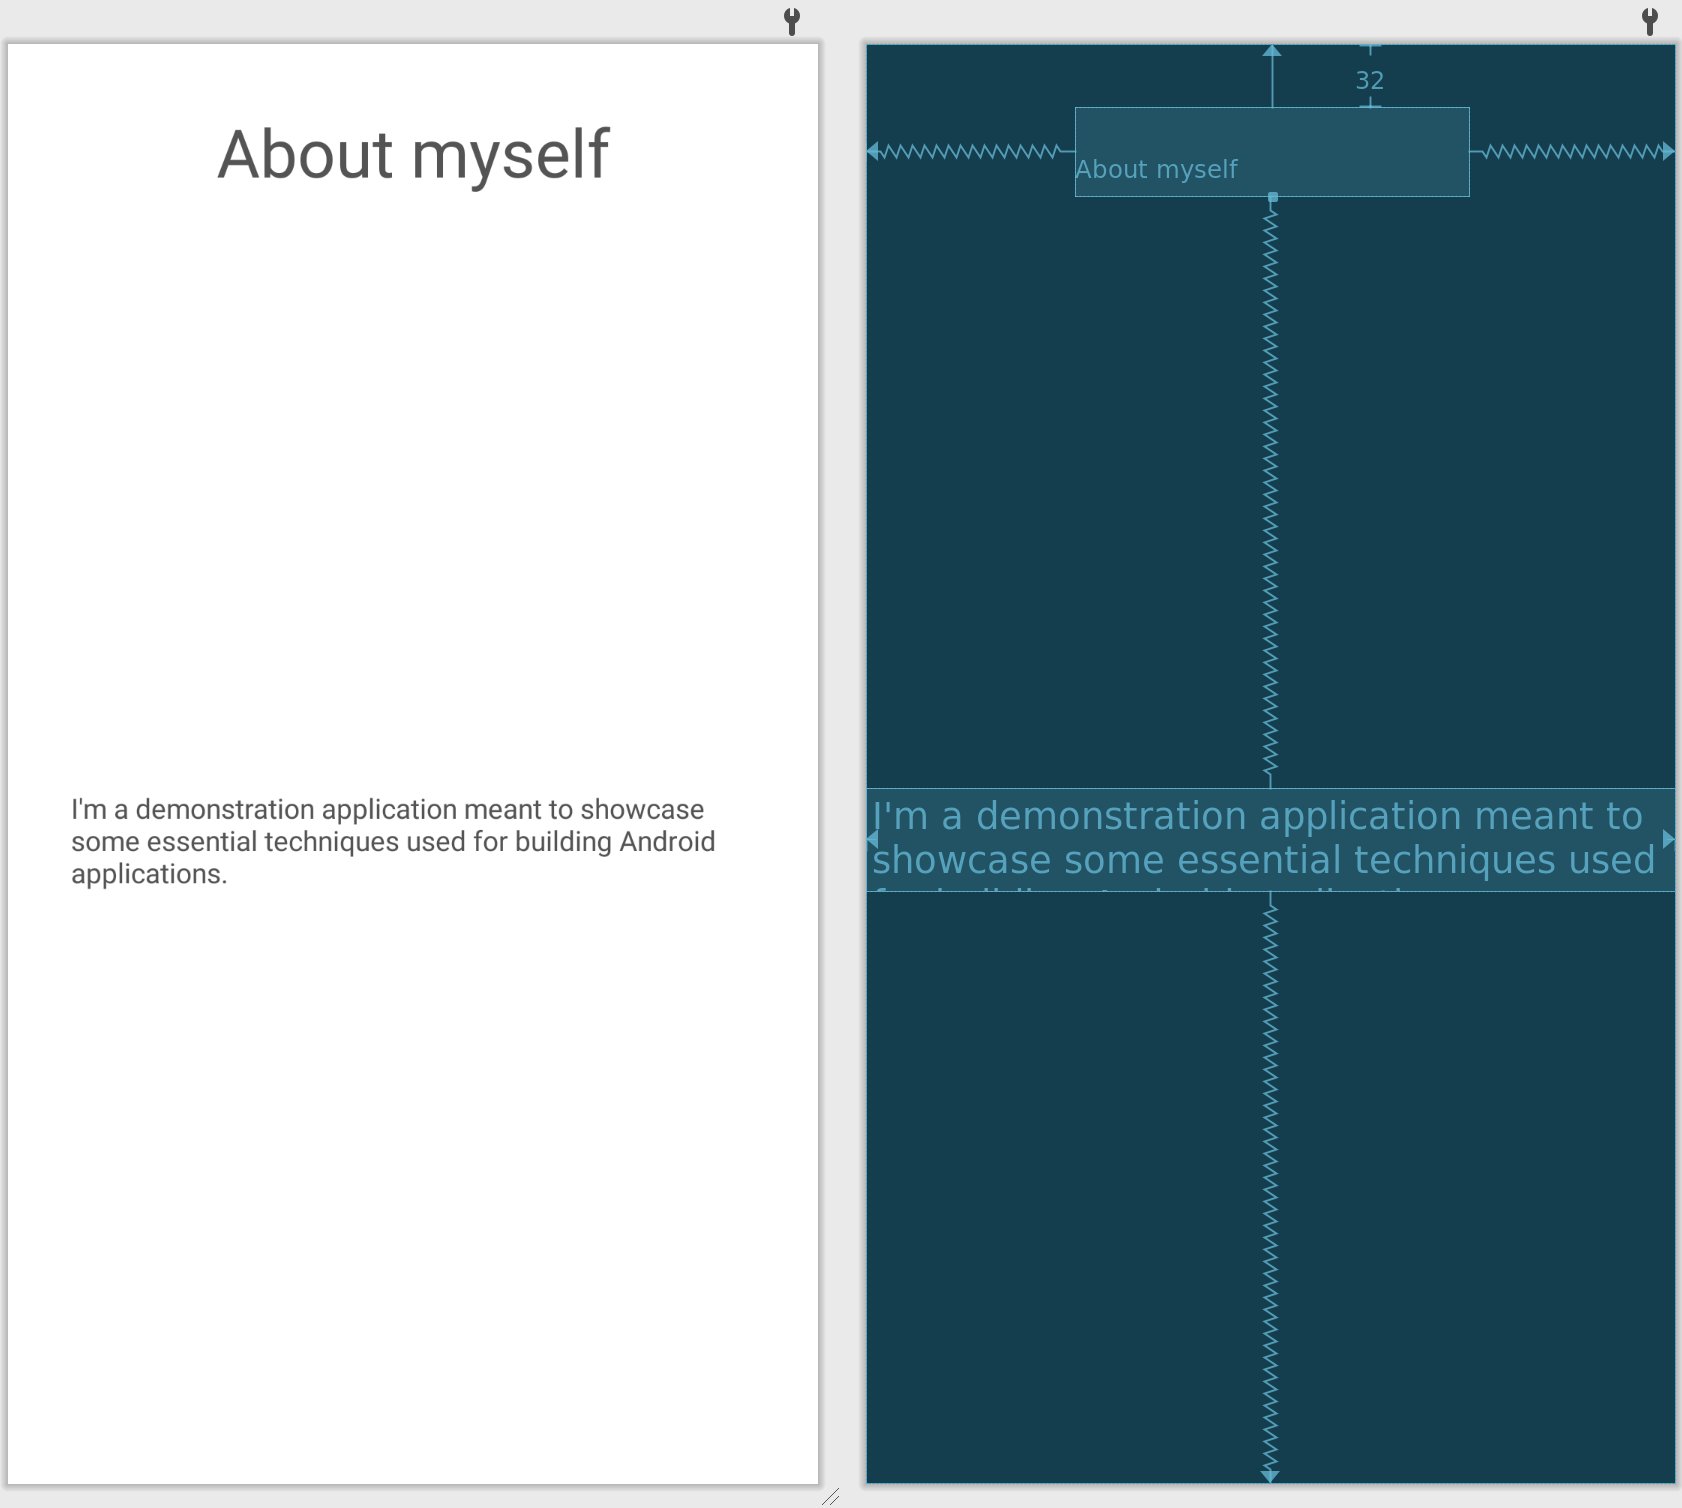 About myself
I'm a demonstration application meant to showcase
some essential techniques used for building Android
applications.
32
About myself
I'm a demonstration application meant to
showcase some essential techniques used